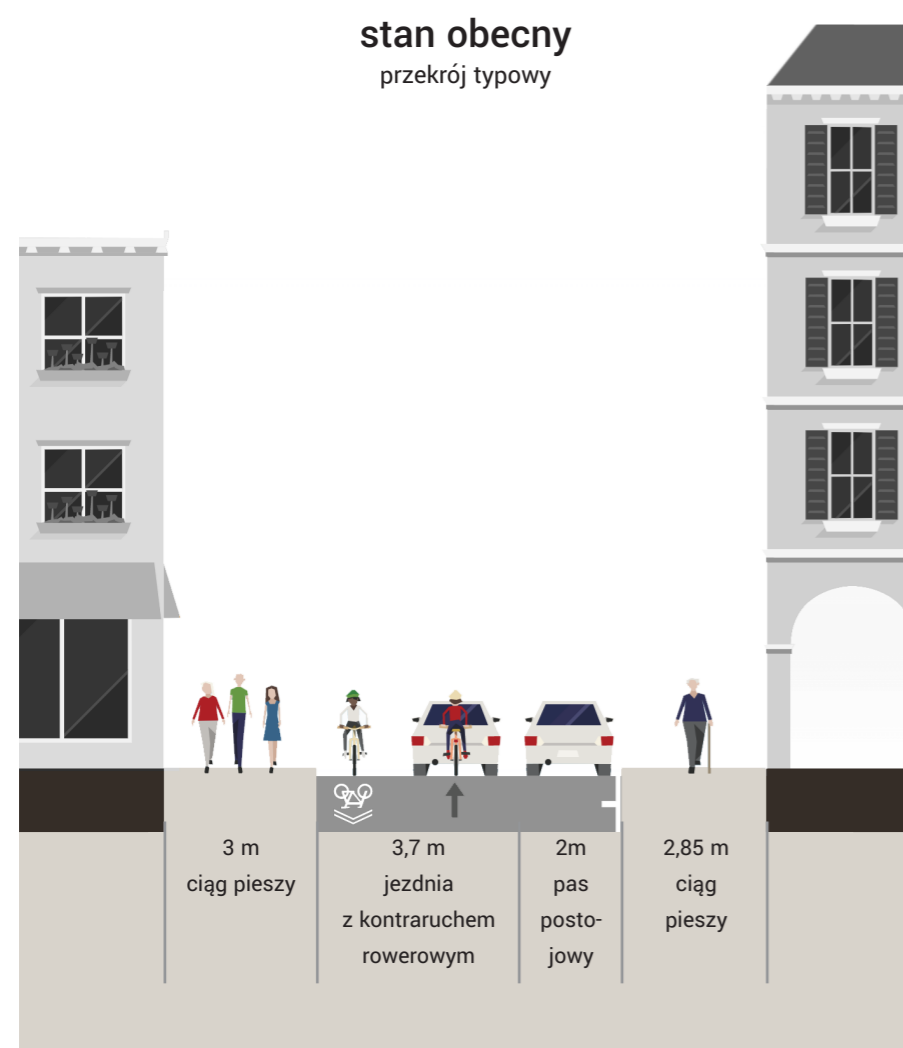 stan obecny
przekrój typowy
3 m
ciąg pieszy
3,7 m
jezdnia
z kontraruchem
rowerowym
2m
pas
posto-
jowy
2,85 m
ciąg
pieszy